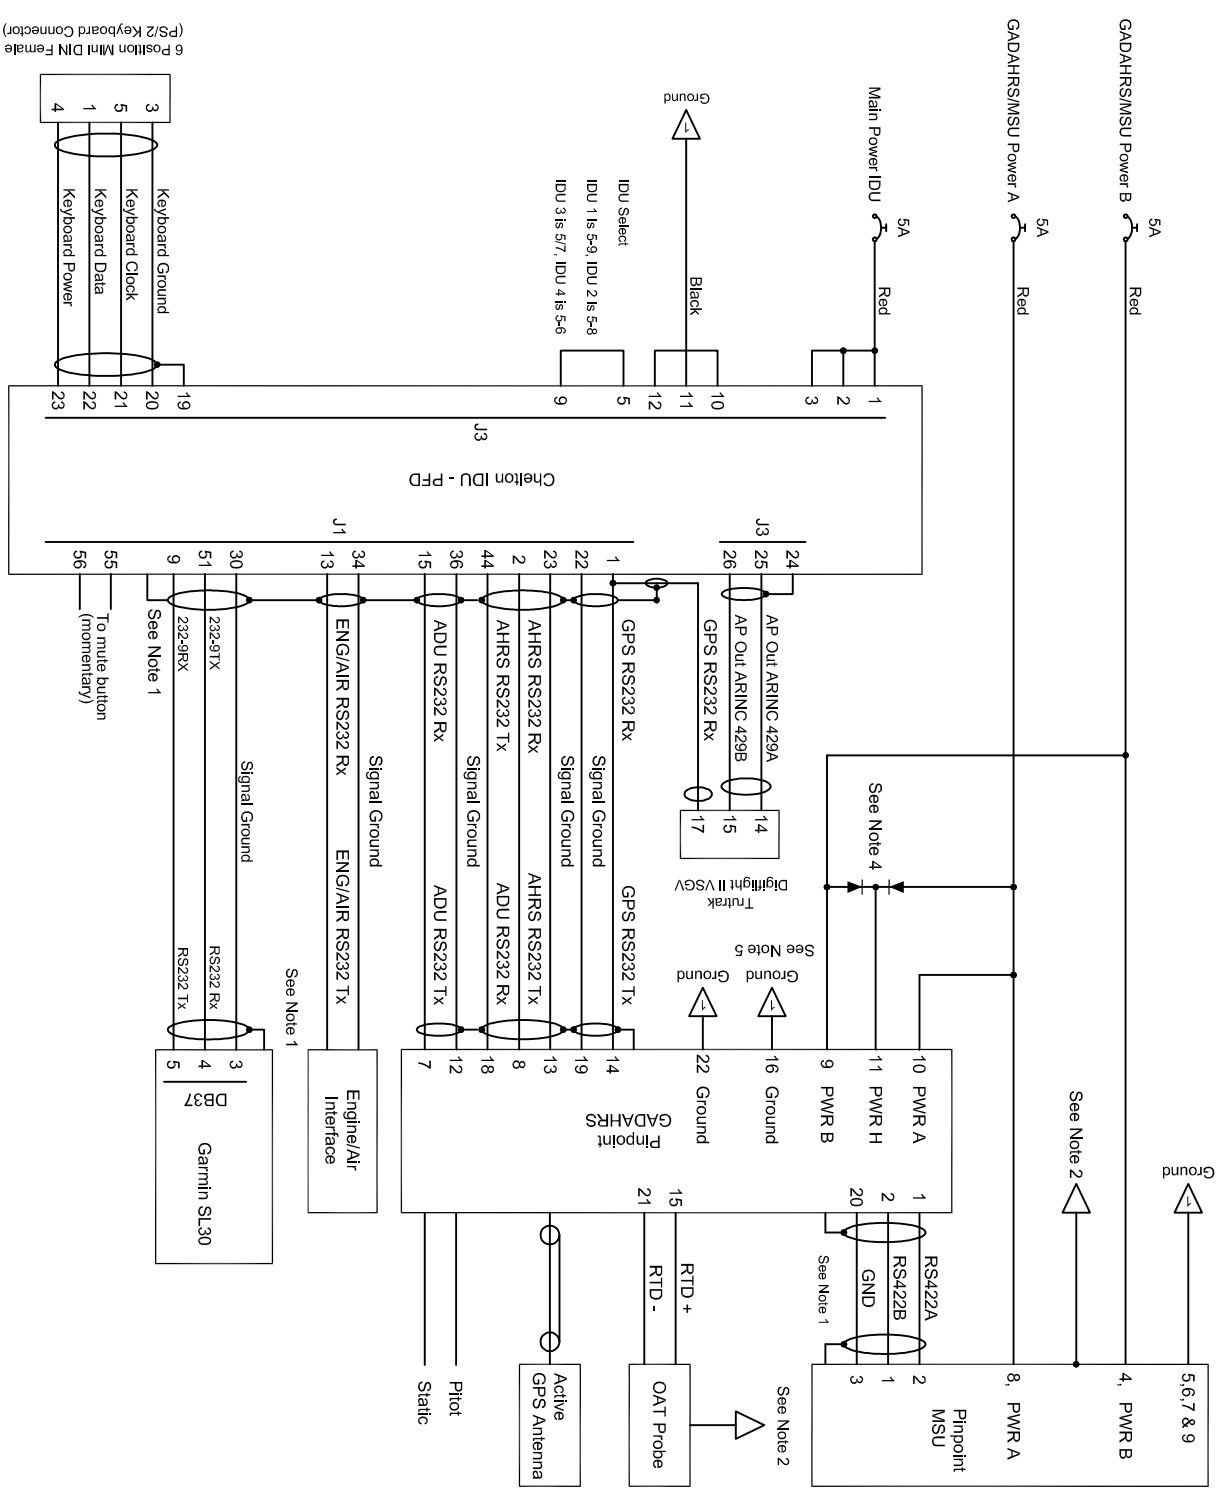 6 Position Mini DIN Female
(PS/2 Keyboard Connector)
4
1
5
3
Keyboard Power
Keyboard Data
Keyboard Clock
Keyboard Ground
23
22
21
20
19
IDU Select
IDU 1 Is 5-9, IDU 2 Is 5-8
IDU 3 is 5/7, IDU 4 is 5-6
9
5
Ground
1
Black
12
11
10
Main Power IDU
5A
Red
3
2
1
GADAHRS/MSU Power A
5A
Red
GADAHRS/MSU Power B
5A
Red
J3
Chelton IDU - PFD
J1
J3
56
55
9
51
30
13
34
15
36
44
2
23
22
1
26
25
24
To mute button
(momentary)
See Note 1
232-9RX
232-9TX
Signal Ground
ENG/AIR RS232 Rx
Signal Ground
ADU RS232 Rx
Signal Ground
AHRS RS232 Tx
AHRS RS232 Rx
Signal Ground
Signal Ground
GPS RS232 Rx
GPS RS232 Rx
AP Out ARINC 429B
AP Out ARINC 429A
17
15
14
Trutrak
Digiflight II VSGV
See Note 4
RS232 Tx
RS232 Rx
See Note 1
ENG/AIR RS232 Tx
ADU RS232 Tx
ADU RS232 Rx
AHRS RS232 Tx
GPS RS232 Tx
Ground
1
See Note 5
Ground
1
5
4
3
DB37
Garmin SL30
Engine/Air
Interface
7
12
18
8
13
19
14
22 Ground
16 Ground
9 PWR B
11 PWR H
10 PWR A
Pinpoint
GADAHRS
21
15
20
2
1
See Note 2
Ground
1
Static
Pitot
Active
GPS Antenna
RTD -
RTD +
OAT Probe
See Note 2
See Note 1
GND
RS422B
RS422A
3
1
2
Pinpoint
MSU
8, PWR A
4, PWR B
5,6,7 & 9